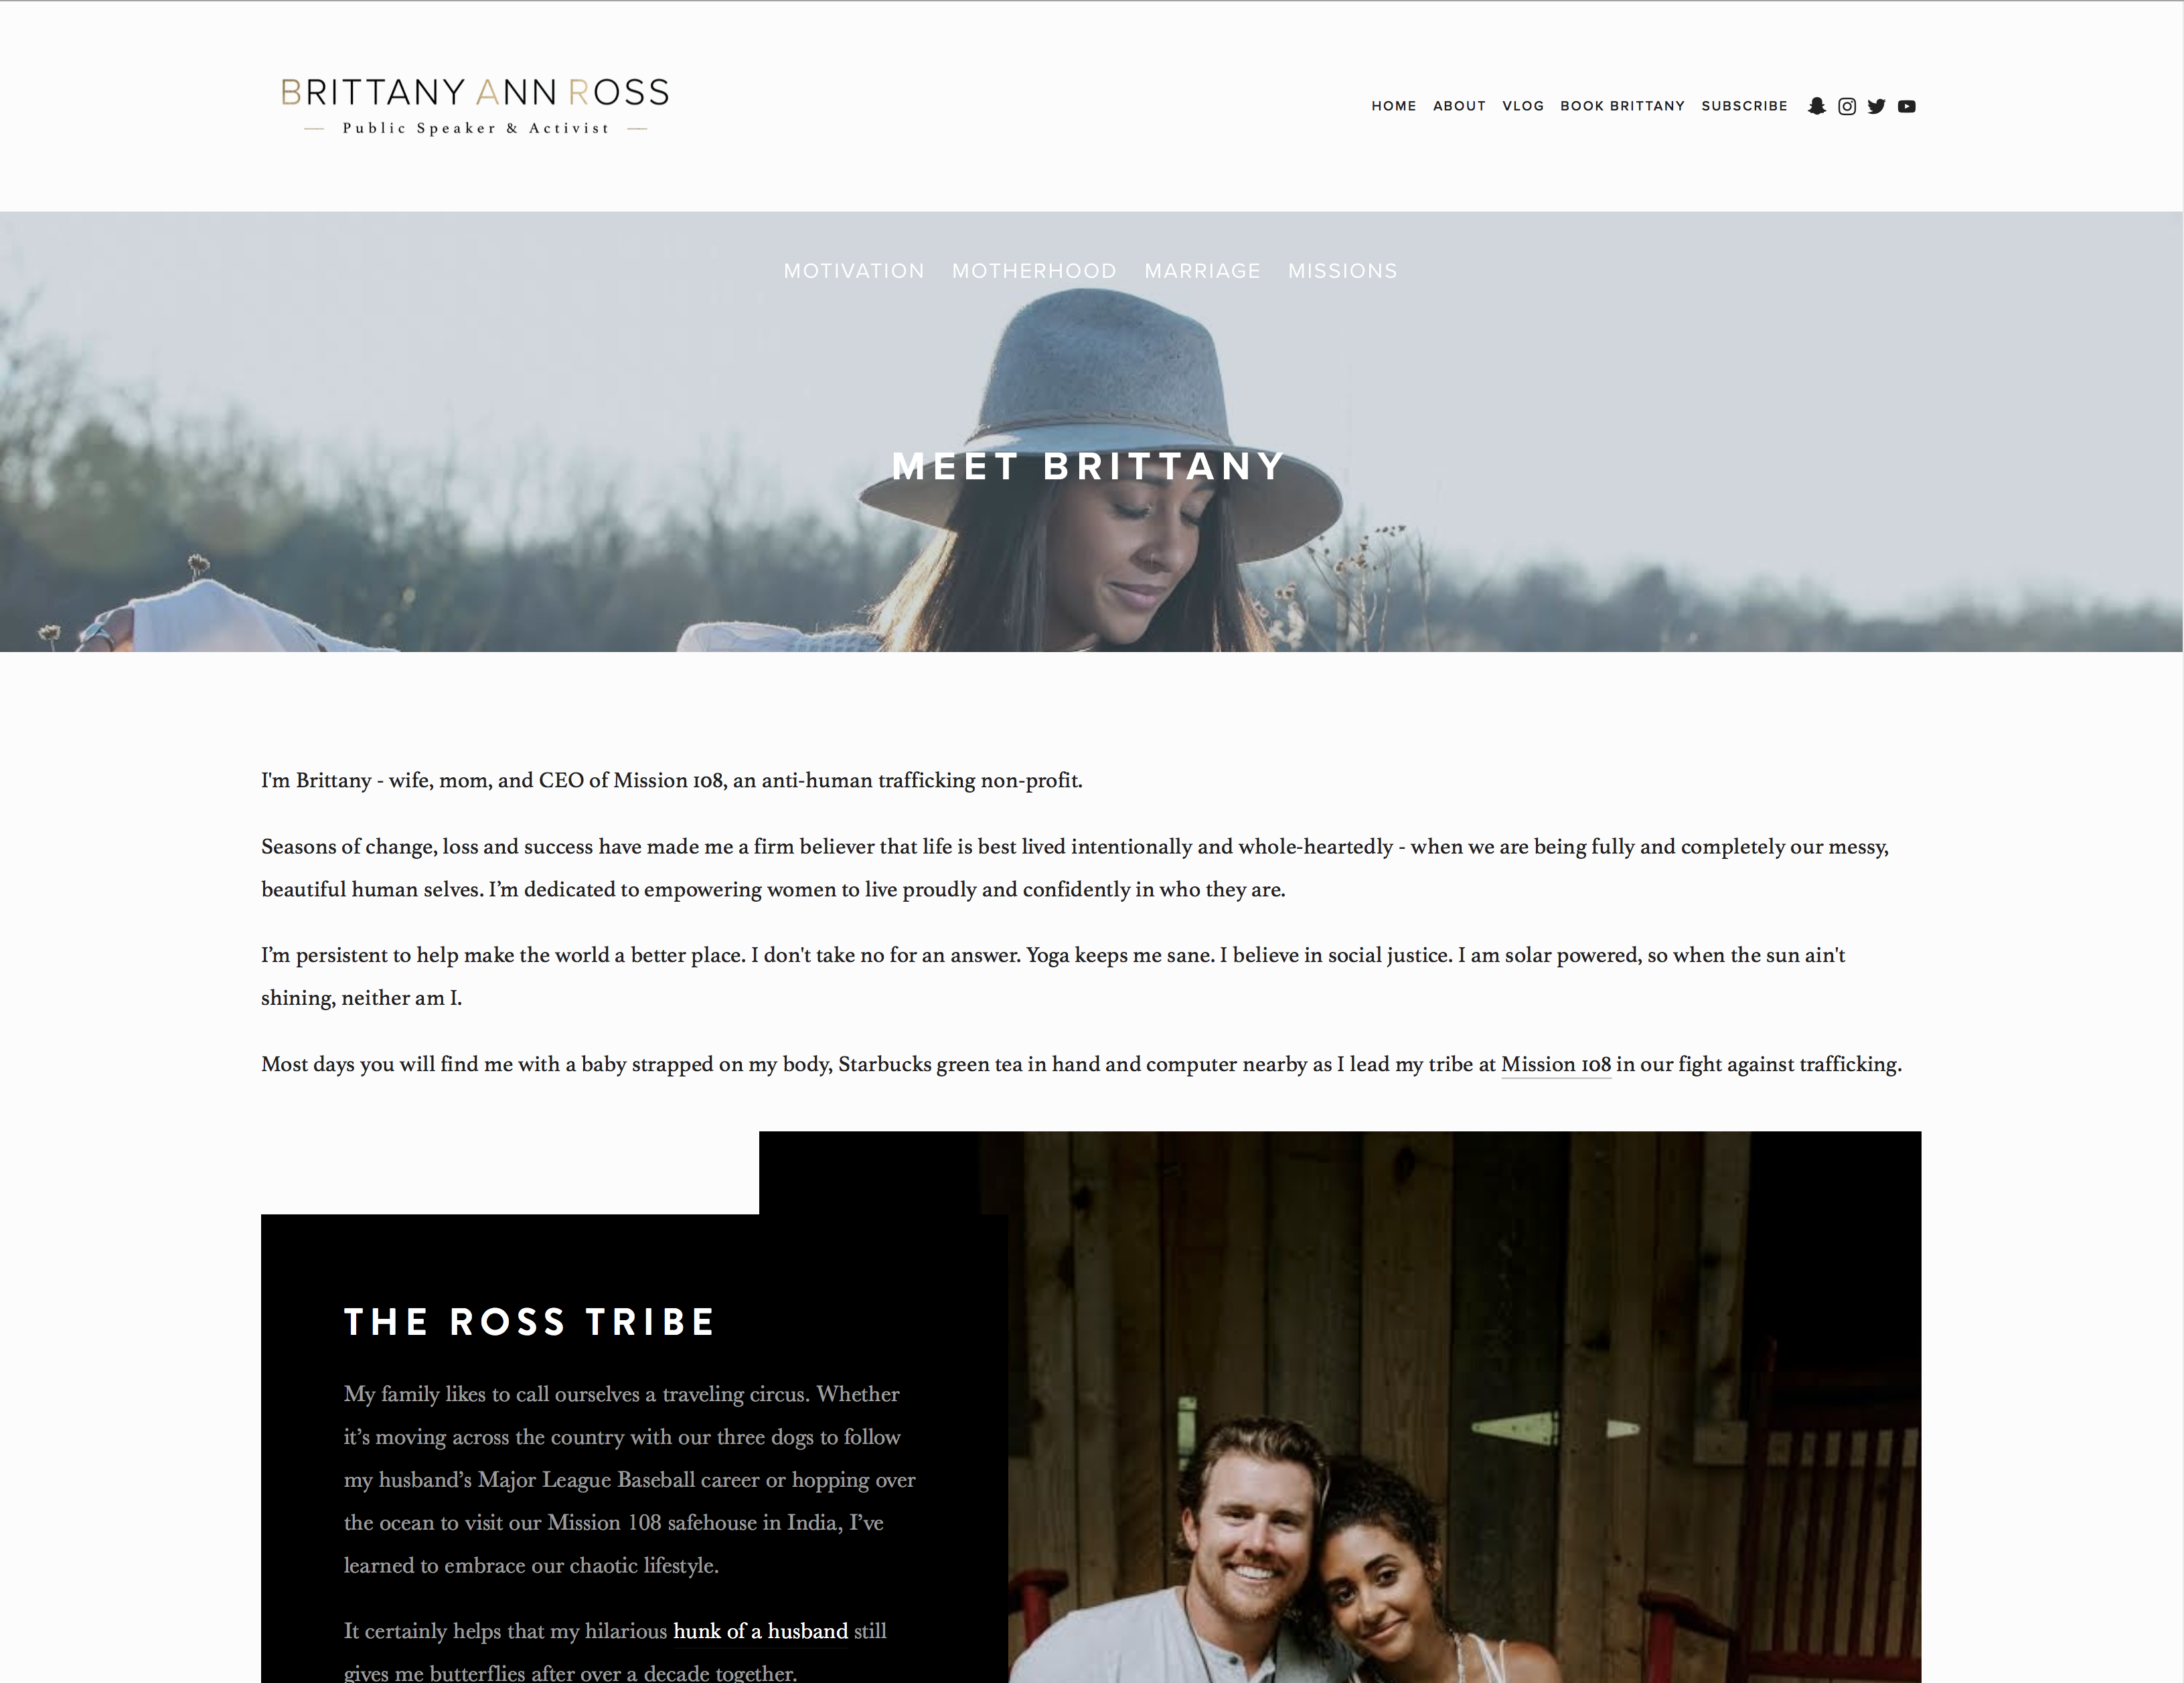 BRITTANY ANN ROSS
Public Speaker & Activist
HOME ABOUT VLOG BOOK BRITTANY SUBSCRIBE
MOTIVATION MOTHERHOOD MARRIAGE MISSIONS
MEET BRITTANY
I'm Brittany - wife, mom, and CEO of Mission 108, an anti-human trafficking non-profit.
Seasons of change, loss and success have made me a firm believer that life is best lived intentionally and whole-heartedly - when we are being fully and completely our messy,
beautiful human selves. I’m dedicated to empowering women to live proudly and confidently in who they are.
I’m persistent to help make the world a better place. I don't take no for an answer. Yoga keeps me sane. I believe in social justice. I am solar powered, so when the sun ain't
shining, neither am I.
Most days you will find me with a baby strapped on my body, Starbucks green tea in hand and computer nearby as I lead my tribe at Mission 108 in our fight against trafficking.
THE ROSS TRIBE
My family likes to call ourselves a traveling circus. Whether
it’s moving across the country with our three dogs to follow
my husband’s Major League Baseball career or hopping over
the ocean to visit our Mission 108 safehouse in India, I’ve
learned to embrace our chaotic lifestyle.
It certainly helps that my hilarious hunk of a husband still
gives me butterflies after over a decade together.